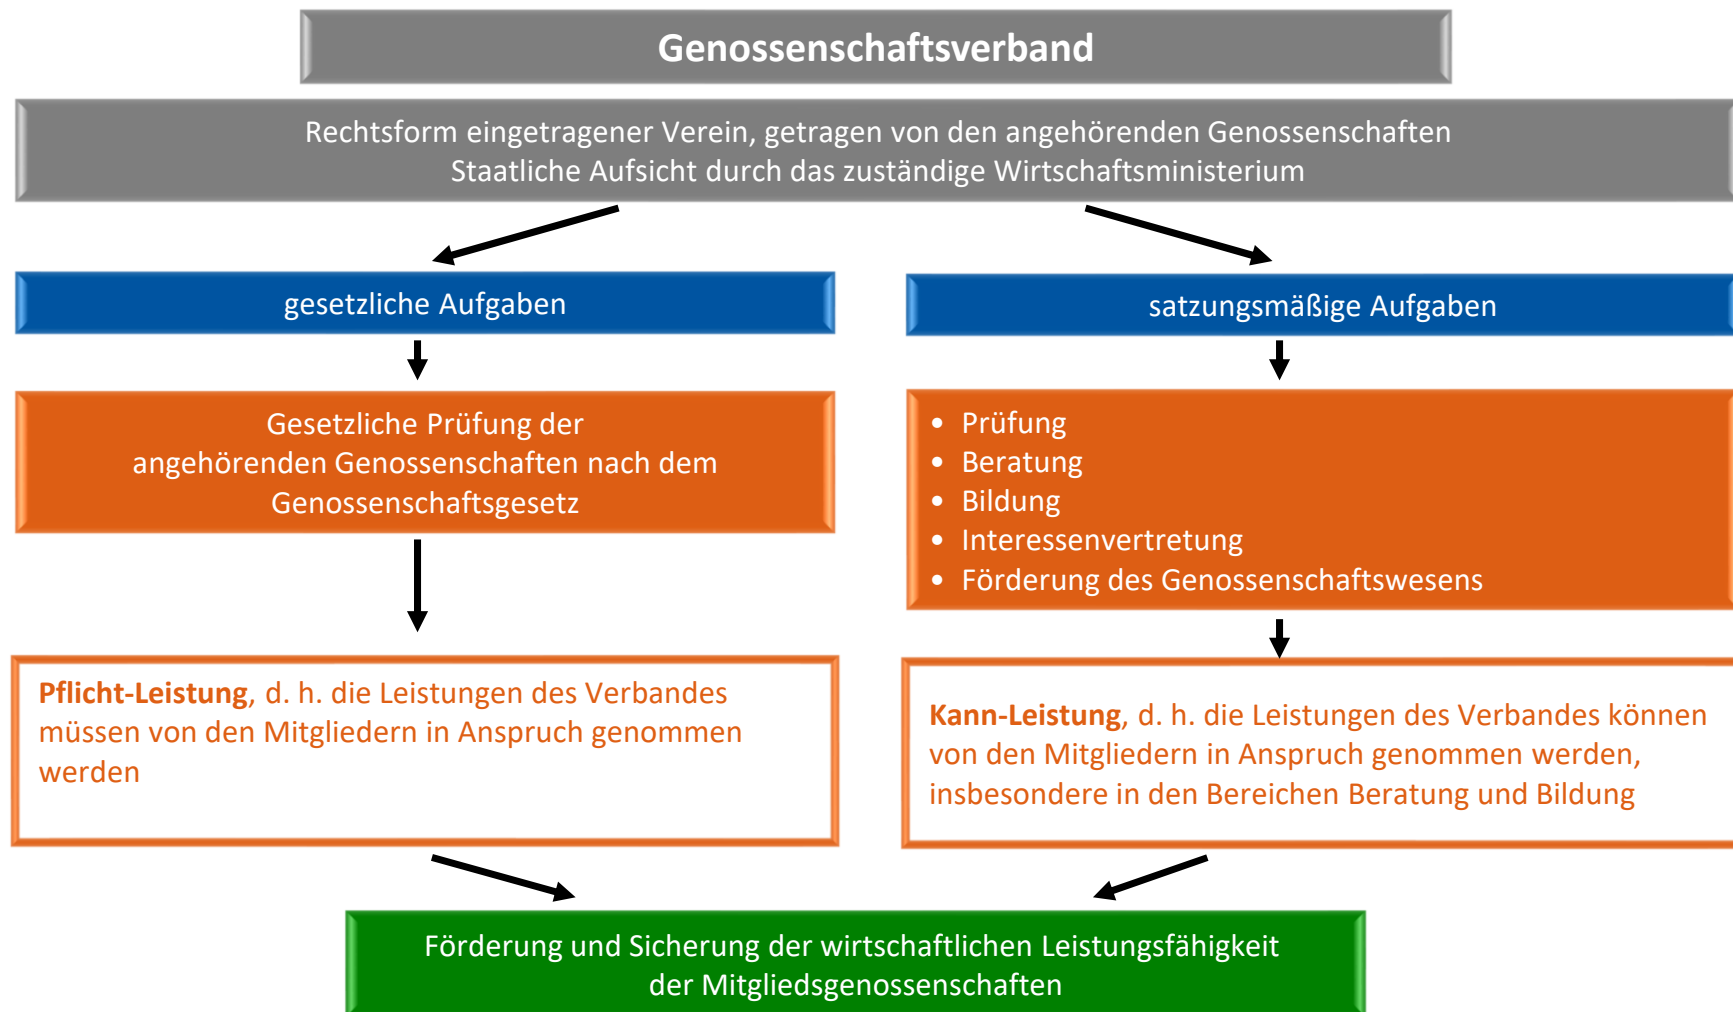 Genossenschaftsverband
Rechtsform eingetragener Verein, getragen von den angehörenden Genossenschaften
Staatliche Aufsicht durch das zuständige Wirtschaftsministerium
gesetzliche Aufgaben
Gesetzliche Prüfung der
angehörenden Genossenschaften nach dem
Genossenschaftsgesetz
Pflicht-Leistung, d. h. die Leistungen des Verbandes
müssen von den Mitgliedern in Anspruch genommen
werden
satzungsmäßige Aufgaben
• Prüfung
• Beratung
• Bildung
• Interessenvertretung
• Förderung des Genossenschaftswesens
Kann-Leistung, d. h. die Leistungen des Verbandes können
von den Mitgliedern in Anspruch genommen werden,
insbesondere in den Bereichen Beratung und Bildung
Förderung und Sicherung der wirtschaftlichen Leistungsfähigkeit
der Mitgliedsgenossenschaften